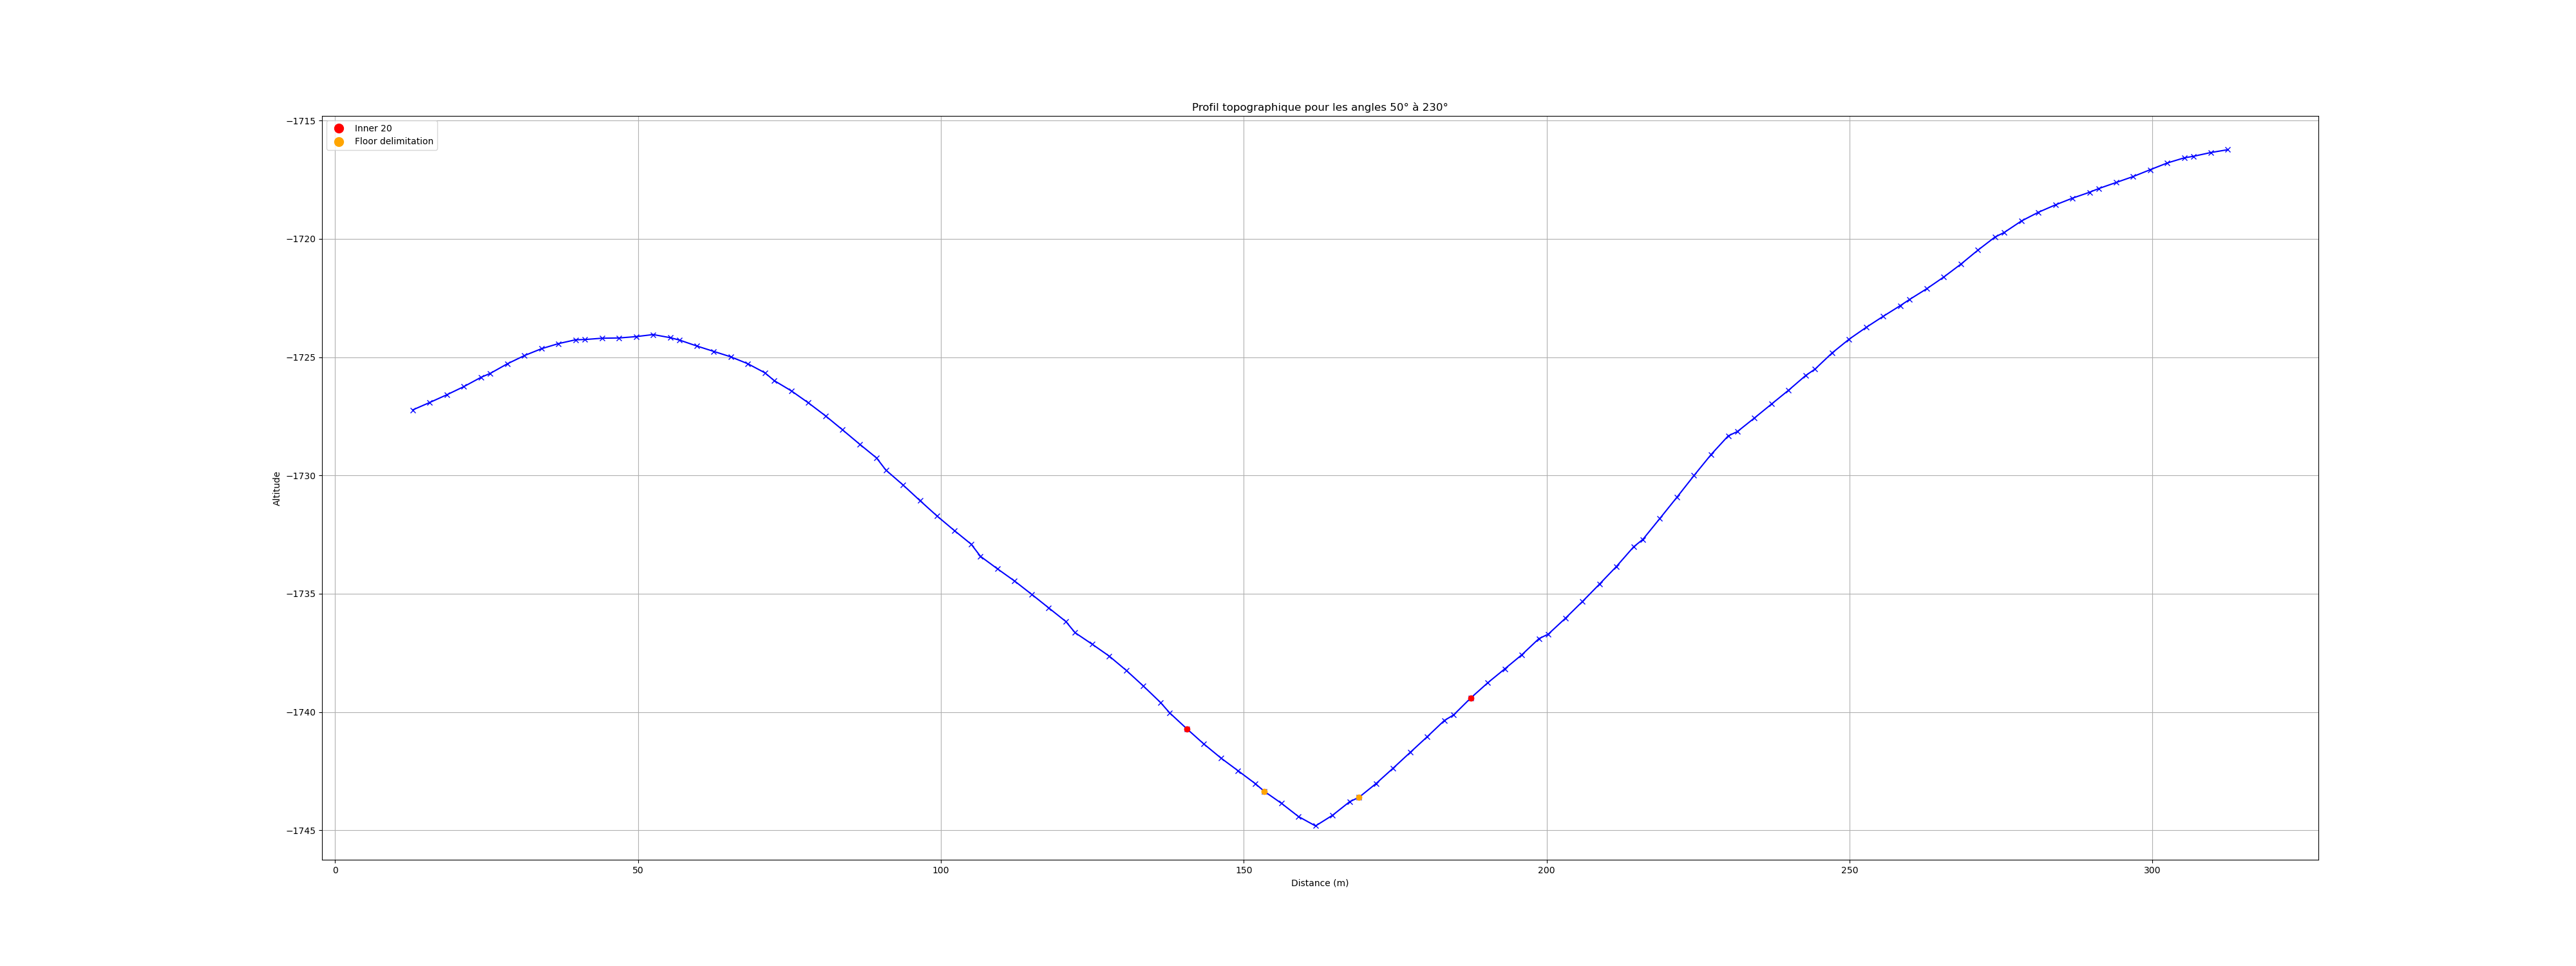 Profil topographique pour les angles 50° à 230°
Inner 20
Floor delimitation
−1715
−1720
−1725
−1730
−1735
−1740
−1745
Altitude
0 50 100 150 200 250 300
Distance (m)